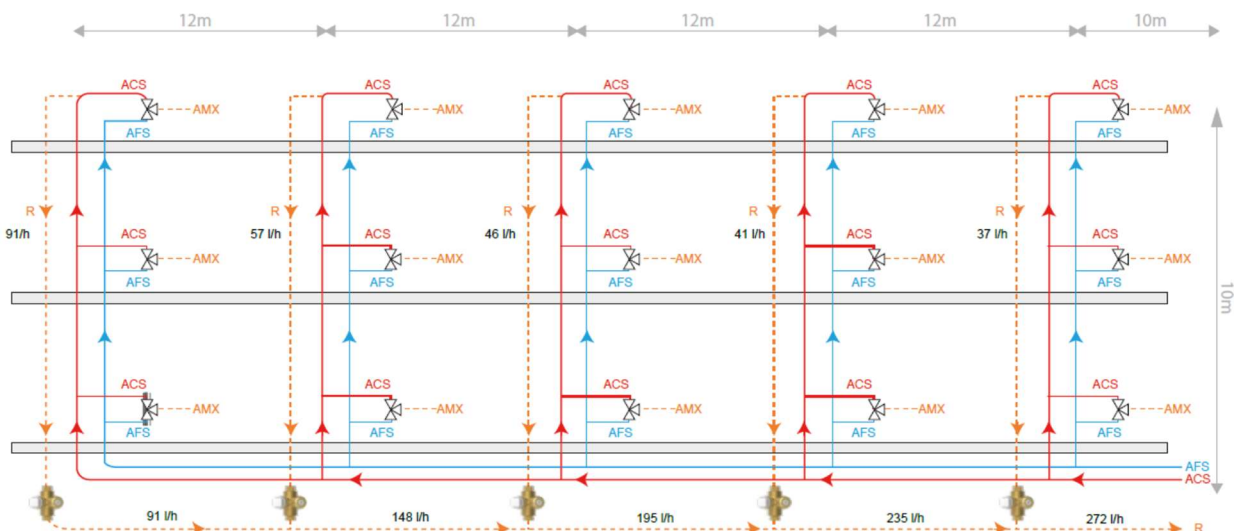 12m 12m 12m 12m 10m
ACS ACS ACS ACS ACS
AMX AMX AMX AMX AMX
AFS AFS AFS AFS AFS
R R R R R
91/h 57 l/h 46 l/h 41 l/h 37 l/h
ACS ACS ACS ACS ACS
AMX AMX AMX AMX AMX
AFS AFS AFS AFS AFS
10m
ACS ACS ACS ACS ACS
AMX AMX AMX AMX AMX
AFS AFS AFS AFS AFS
AFS
ACS
91 l/h 148 l/h 195 l/h 235 l/h 272 l/h R